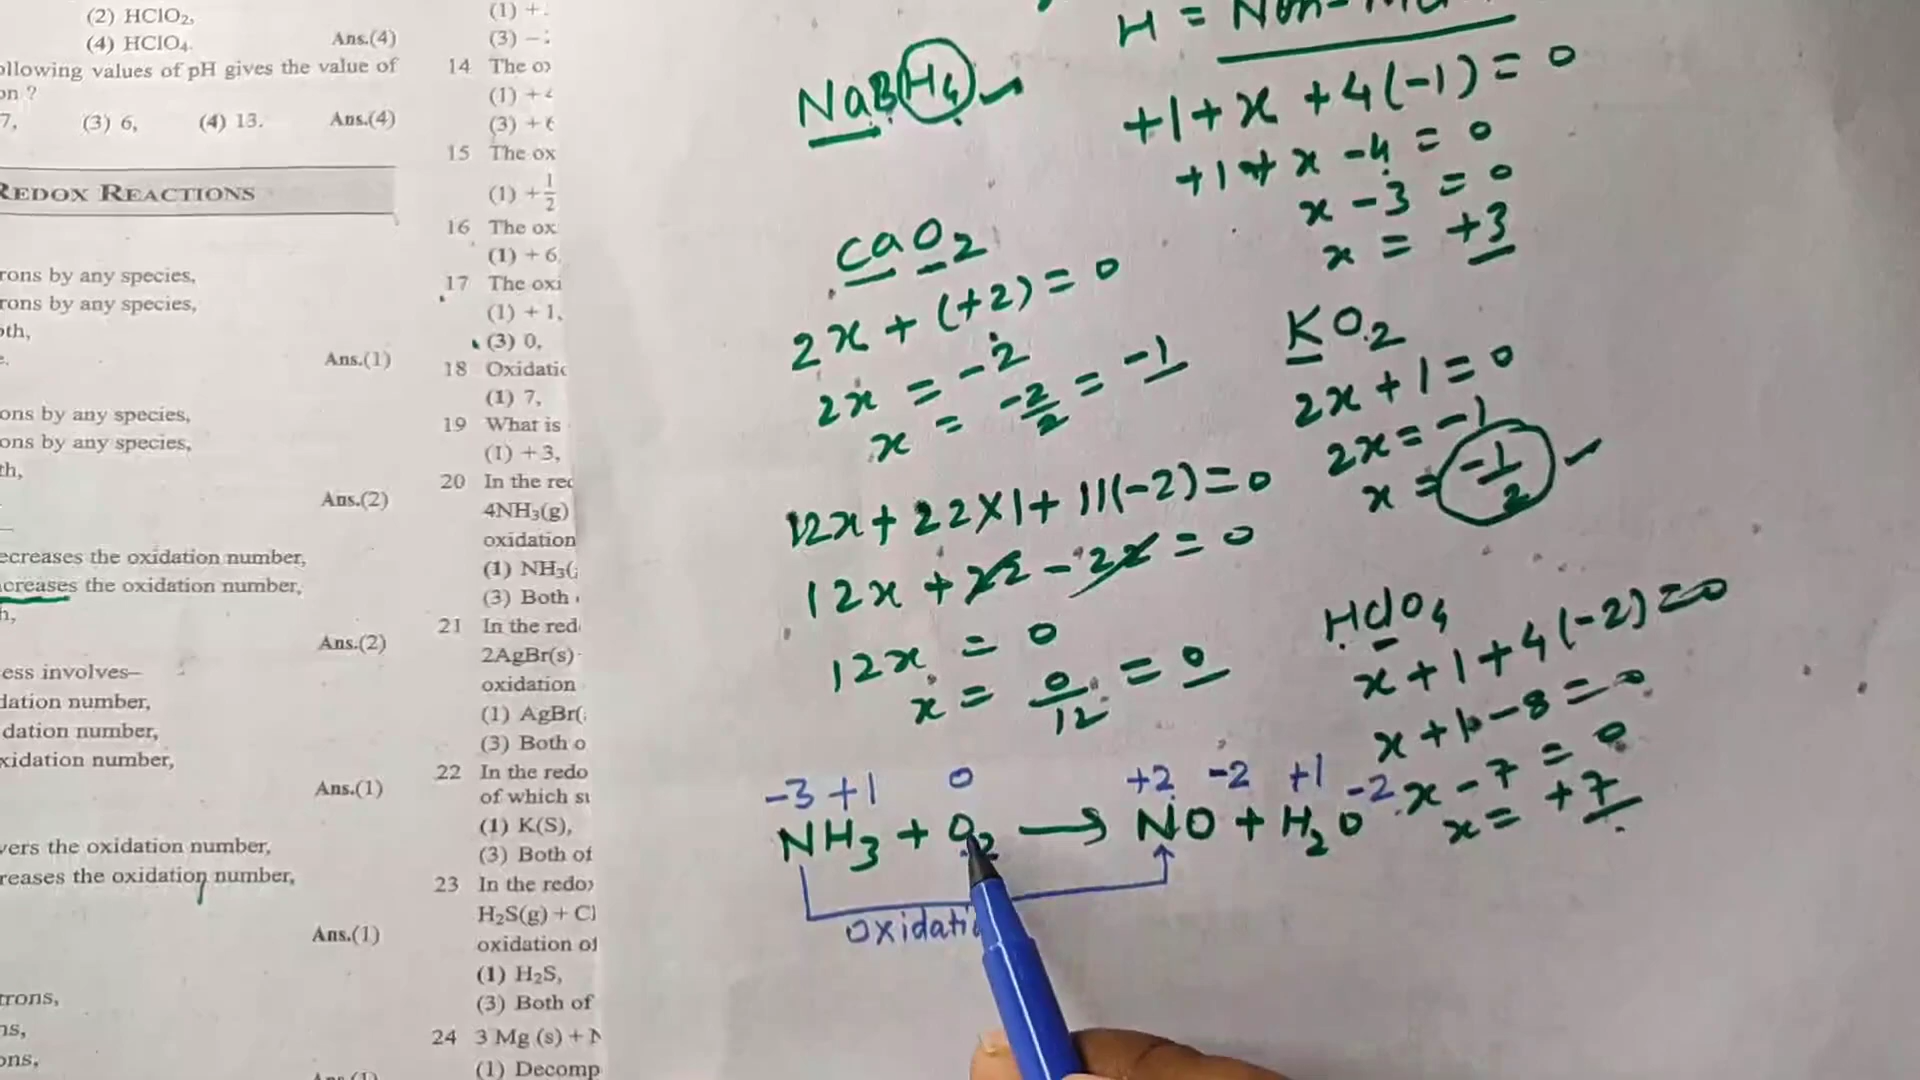 (2) HClO₂,
(4) HClO₄. Ans.(4)
ollowing values of pH gives the value of
on ?
7, (3) 6, (4) 13. Ans.(4)
REDOX REACTIONS
rons by any species,
rons by any species,
oth,
e. Ans.(1)
ons by any species,
ons by any species,
th,
Ans.(2)
ecreases the oxidation number,
creases the oxidation number,
h,
Ans.(2)
ess involves–
dation number,
dation number,
xidation number,
Ans.(1)
vers the oxidation number,
reases the oxidation number,
Ans.(1)
trons,
ns,
ons,
(1) +
(3) –
14 The ox
(1) +
(3) +
15 The ox
(1) +1/2
16 The ox
(1) + 6
17 The oxi
(1) + 1,
(3) 0,
18 Oxidatic
(1) 7,
19 What is
(1) +3,
20 In the red
4NH₃(g)
oxidation
(1) NH₃(
(3) Both
21 In the red
2AgBr(s)
oxidation
(1) AgBr(
(3) Both o
22 In the redo
of which su
(1) K(S),
(3) Both of
23 In the redo
H₂S(g) + Cl
oxidation of
(1) H₂S,
(3) Both of
24 3 Mg (s) + N
(1) Decomp
H = Non-
NaBH₄
+1+x+4(-1)=0
+1+x-4=0
x-3=0
x=+3
CaO₂
2x+(+2)=0
2x=-2
x=-2/2=-1
KO₂
2x+1=0
2x=-1
x=-1/2
12x+22×1+11(-2)=0
12x+22-22=0
12x=0
x=0/12=0
HClO₄
x+1+4(-2)=0
x+1-8=0
x-7=0
x=+7
-3 +1 0 +2 -2 +1 -2
NH₃ + O₂ → NO + H₂O
oxidati